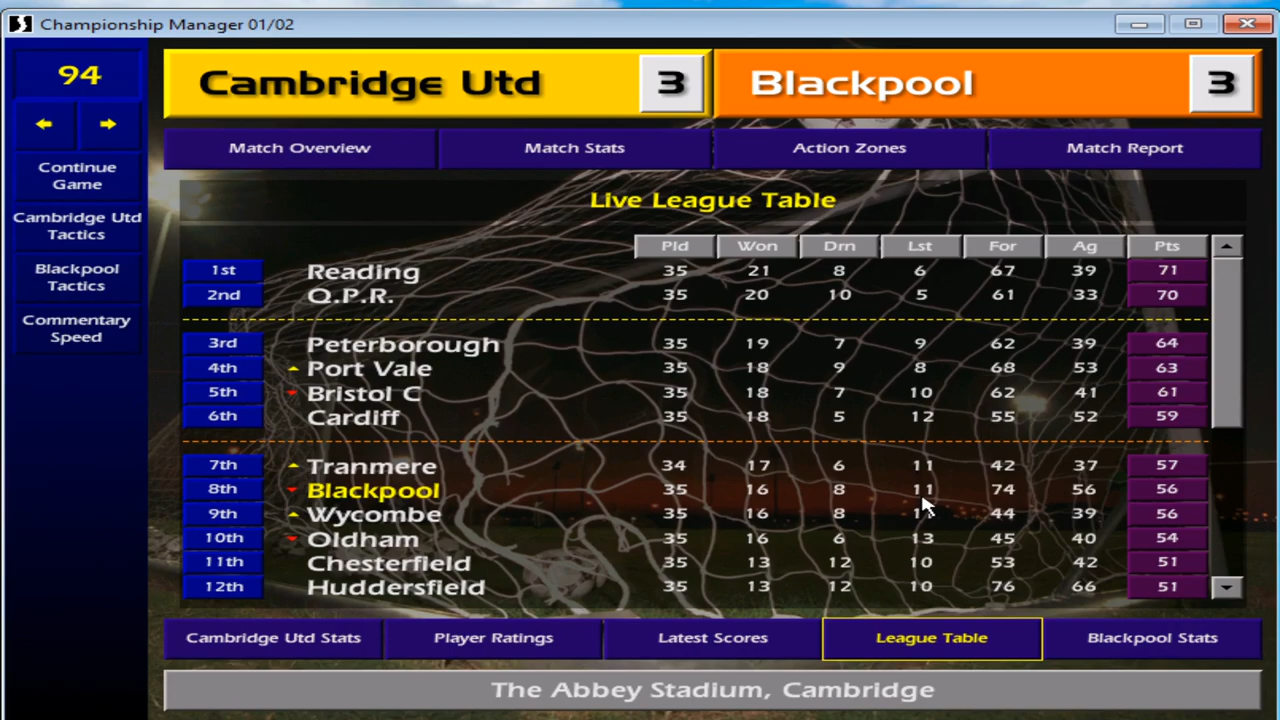 Championship Manager 01/02
94
Cambridge Utd 3 Blackpool 3
Match Overview Match Stats Action Zones Match Report
Continue Game
Cambridge Utd Tactics
Blackpool Tactics
Commentary Speed
Live League Table
Pld Won Drn Lst For Ag Pts
1st Reading 35 21 8 6 67 39 71
2nd Q.P.R. 35 20 10 5 61 33 70
3rd Peterborough 35 19 7 9 62 39 64
4th Port Vale 35 18 9 8 68 53 63
5th Bristol C 35 18 7 10 62 41 61
6th Cardiff 35 18 5 12 55 52 59
7th Tranmere 34 17 6 11 42 37 57
8th Blackpool 35 16 8 11 74 56 56
9th Wycombe 35 16 8 44 39 56
10th Oldham 35 16 6 13 45 40 54
11th Chesterfield 35 13 12 10 53 42 51
12th Huddersfield 35 13 12 10 76 66 51
Cambridge Utd Stats Player Ratings Latest Scores League Table Blackpool Stats
The Abbey Stadium, Cambridge